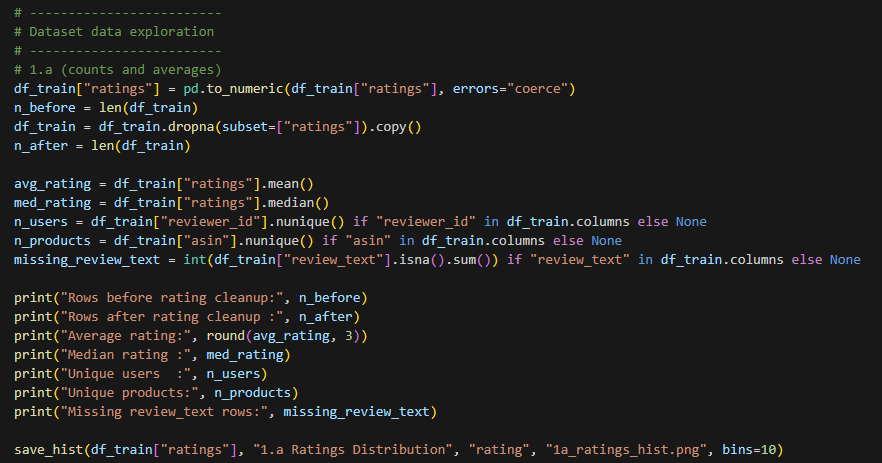 # -------------------------
# Dataset data exploration
# -------------------------
# 1.a (counts and averages)
df_train["ratings"] = pd.to_numeric(df_train["ratings"], errors="coerce")
n_before = len(df_train)
df_train = df_train.dropna(subset=["ratings"]).copy()
n_after = len(df_train)

avg_rating = df_train["ratings"].mean()
med_rating = df_train["ratings"].median()
n_users = df_train["reviewer_id"].nunique() if "reviewer_id" in df_train.columns else None
n_products = df_train["asin"].nunique() if "asin" in df_train.columns else None
missing_review_text = int(df_train["review_text"].isna().sum()) if "review_text" in df_train.columns else None

print("Rows before rating cleanup:", n_before)
print("Rows after rating cleanup :", n_after)
print("Average rating:", round(avg_rating, 3))
print("Median rating :", med_rating)
print("Unique users  :", n_users)
print("Unique products:", n_products)
print("Missing review_text rows:", missing_review_text)

save_hist(df_train["ratings"], "1.a Ratings Distribution", "rating", "1a_ratings_hist.png", bins=10)